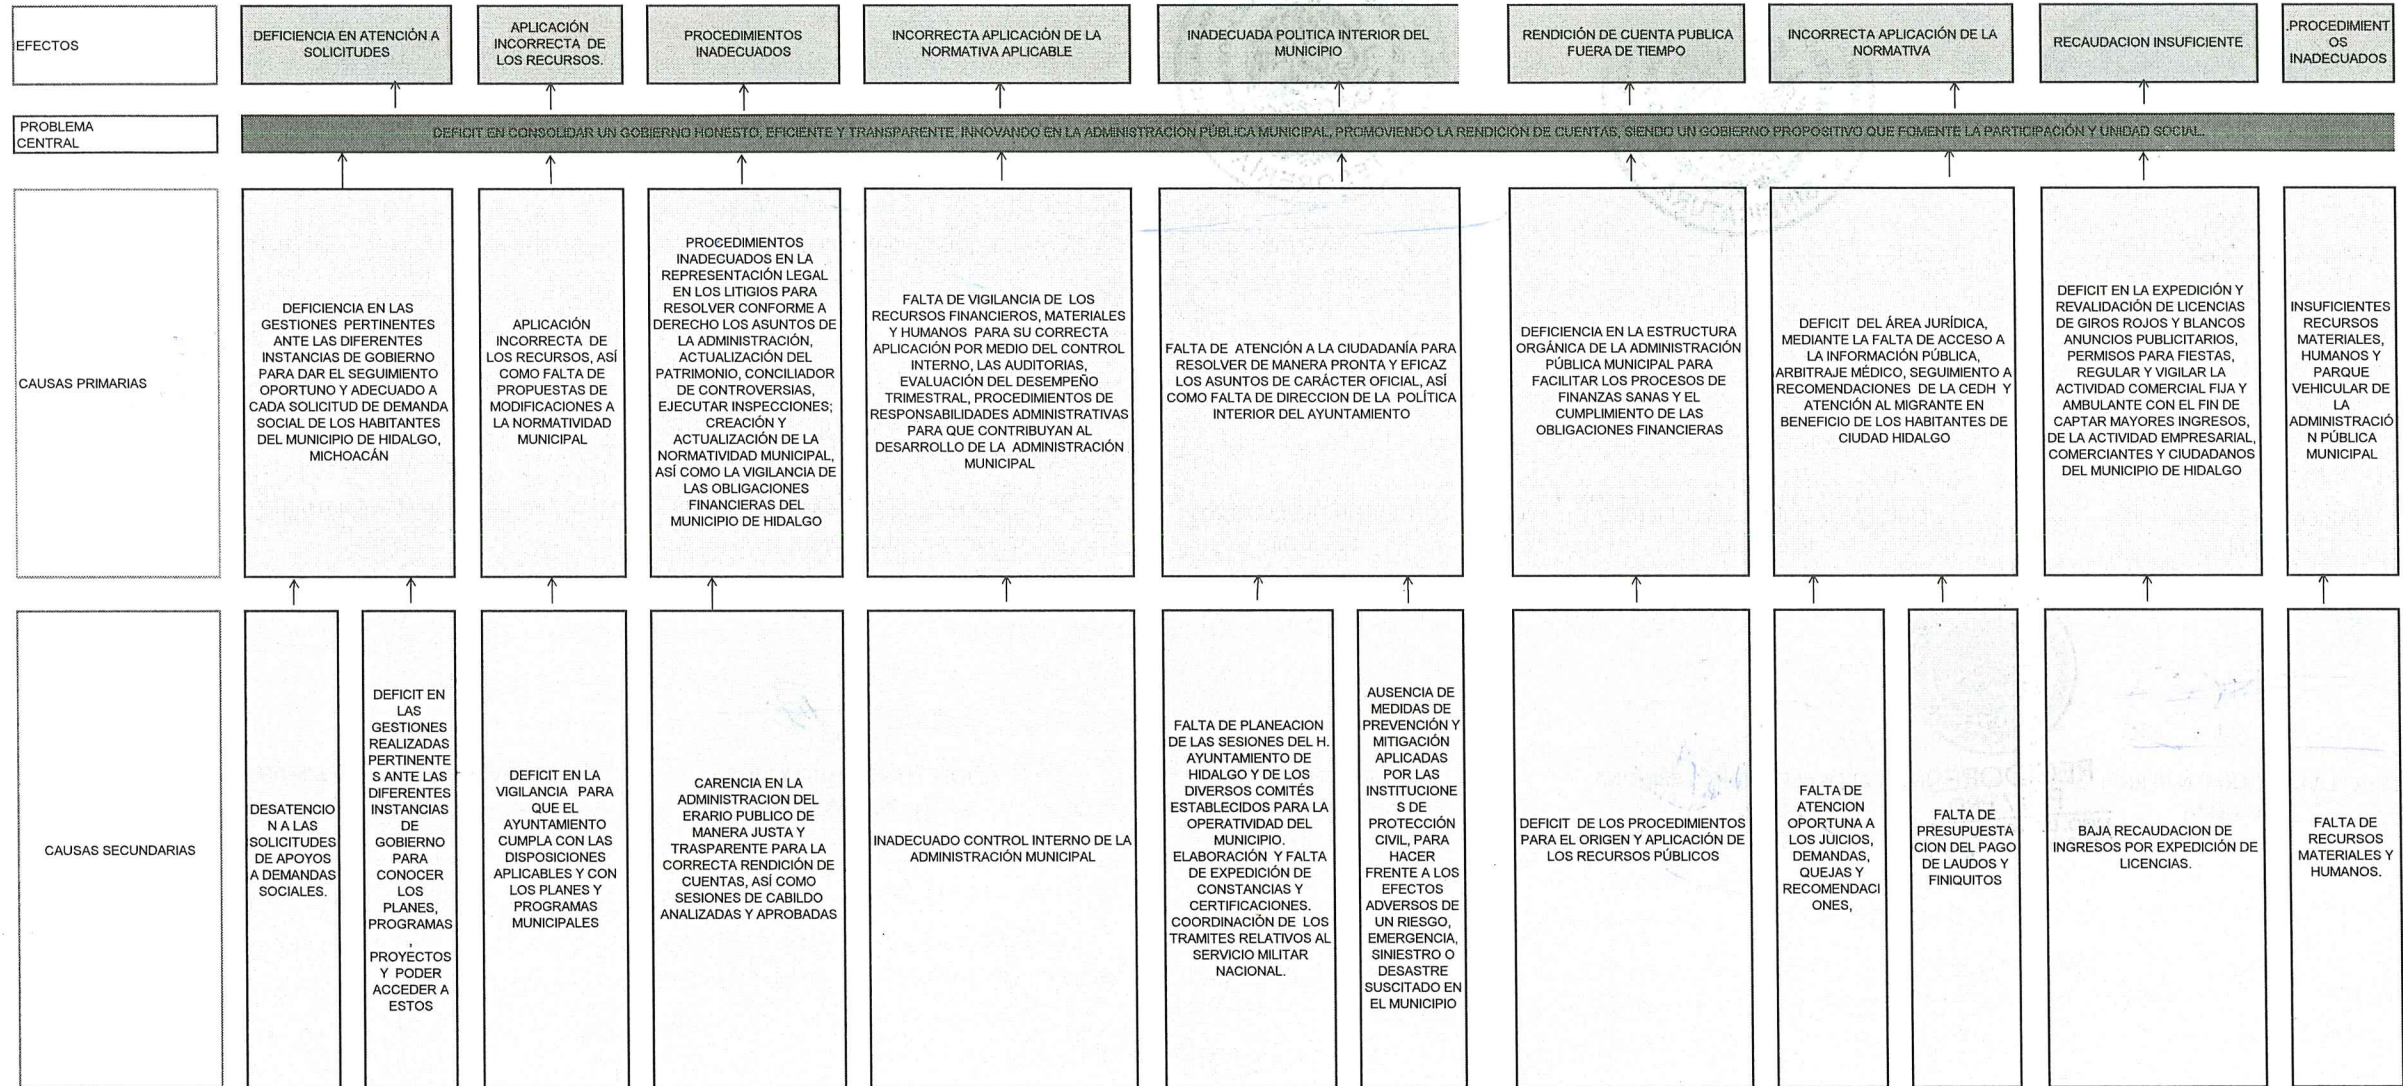 EFECTOS
DEFICIENCIA EN ATENCIÓN A
SOLICITUDES
APLICACIÓN
INCORRECTA DE
LOS RECURSOS.
PROCEDIMIENTOS
INADECUADOS
INCORRECTA APLICACIÓN DE LA
NORMATIVA APLICABLE
INADECUADA POLITICA INTERIOR DEL
MUNICIPIO
RENDICIÓN DE CUENTA PUBLICA
FUERA DE TIEMPO
INCORRECTA APLICACIÓN DE LA
NORMATIVA
RECAUDACION INSUFICIENTE
.PROCEDIMIENT
OS
INADECUADOS
PROBLEMA
CENTRAL
DEFICIT EN CONSOLIDAR UN GOBIERNO HONESTO, EFICIENTE Y TRANSPARENTE, INNOVANDO EN LA ADMINISTRACION PÚBLICA MUNICIPAL, PROMOVIENDO LA RENDICIÓN DE CUENTAS, SIENDO UN GOBIERNO PROPOSITIVO QUE FOMENTE LA PARTICIPACIÓN Y UNIDAD SOCIAL.
CAUSAS PRIMARIAS
DEFICIENCIA EN LAS
GESTIONES PERTINENTES
ANTE LAS DIFERENTES
INSTANCIAS DE GOBIERNO
PARA DAR EL SEGUIMIENTO
OPORTUNO Y ADECUADO A
CADA SOLICITUD DE DEMANDA
SOCIAL DE LOS HABITANTES
DEL MUNICIPIO DE HIDALGO,
MICHOACÁN
APLICACIÓN
INCORRECTA DE
LOS RECURSOS, ASÍ
COMO FALTA DE
PROPUESTAS DE
MODIFICACIONES A
LA NORMATIVIDAD
MUNICIPAL
PROCEDIMIENTOS
INADECUADOS EN LA
REPRESENTACIÓN LEGAL
EN LOS LITIGIOS PARA
RESOLVER CONFORME A
DERECHO LOS ASUNTOS DE
LA ADMINISTRACIÓN,
ACTUALIZACIÓN DEL
PATRIMONIO, CONCILIADOR
DE CONTROVERSIAS,
EJECUTAR INSPECCIONES;
CREACIÓN Y
ACTUALIZACIÓN DE LA
NORMATIVIDAD MUNICIPAL,
ASÍ COMO LA VIGILANCIA DE
LAS OBLIGACIONES
FINANCIERAS DEL
MUNICIPIO DE HIDALGO
FALTA DE VIGILANCIA DE LOS
RECURSOS FINANCIEROS, MATERIALES
Y HUMANOS PARA SU CORRECTA
APLICACIÓN POR MEDIO DEL CONTROL
INTERNO, LAS AUDITORIAS,
EVALUACIÓN DEL DESEMPEÑO
TRIMESTRAL, PROCEDIMIENTOS DE
RESPONSABILIDADES ADMINISTRATIVAS
PARA QUE CONTRIBUYAN AL
DESARROLLO DE LA ADMINISTRACIÓN
MUNICIPAL
FALTA DE ATENCIÓN A LA CIUDADANÍA PARA
RESOLVER DE MANERA PRONTA Y EFICAZ
LOS ASUNTOS DE CARÁCTER OFICIAL, ASÍ
COMO FALTA DE DIRECCION DE LA POLÍTICA
INTERIOR DEL AYUNTAMIENTO
DEFICIENCIA EN LA ESTRUCTURA
ORGÁNICA DE LA ADMINISTRACIÓN
PÚBLICA MUNICIPAL PARA
FACILITAR LOS PROCESOS DE
FINANZAS SANAS Y EL
CUMPLIMIENTO DE LAS
OBLIGACIONES FINANCIERAS
DEFICIT DEL ÁREA JURÍDICA,
MEDIANTE LA FALTA DE ACCESO A
LA INFORMACIÓN PÚBLICA,
ARBITRAJE MÉDICO, SEGUIMIENTO A
RECOMENDACIONES DE LA CEDH Y
ATENCIÓN AL MIGRANTE EN
BENEFICIO DE LOS HABITANTES DE
CIUDAD HIDALGO
DEFICIT EN LA EXPEDICIÓN Y
REVALIDACIÓN DE LICENCIAS
DE GIROS ROJOS Y BLANCOS
ANUNCIOS PUBLICITARIOS,
PERMISOS PARA FIESTAS,
REGULAR Y VIGILAR LA
ACTIVIDAD COMERCIAL FIJA Y
AMBULANTE CON EL FIN DE
CAPTAR MAYORES INGRESOS,
DE LA ACTIVIDAD EMPRESARIAL,
COMERCIANTES Y CIUDADANOS
DEL MUNICIPIO DE HIDALGO
INSUFICIENTES
RECURSOS
MATERIALES,
HUMANOS Y
PARQUE
VEHICULAR DE
LA
ADMINISTRACIÓ
N PÚBLICA
MUNICIPAL
CAUSAS SECUNDARIAS
DESATENCIO
N A LAS
SOLICITUDES
DE APOYOS
A DEMANDAS
SOCIALES.
DEFICIT EN
LAS
GESTIONES
REALIZADAS
PERTINENTE
S ANTE LAS
DIFERENTES
INSTANCIAS
DE
GOBIERNO
PARA
CONOCER
LOS
PLANES,
PROGRAMAS
,
PROYECTOS
Y PODER
ACCEDER A
ESTOS
DEFICIT EN LA
VIGILANCIA PARA
QUE EL
AYUNTAMIENTO
CUMPLA CON LAS
DISPOSICIONES
APLICABLES Y CON
LOS PLANES Y
PROGRAMAS
MUNICIPALES
CARENCIA EN LA
ADMINISTRACION DEL
ERARIO PUBLICO DE
MANERA JUSTA Y
TRASPARENTE PARA LA
CORRECTA RENDICIÓN DE
CUENTAS, ASÍ COMO
SESIONES DE CABILDO
ANALIZADAS Y APROBADAS
INADECUADO CONTROL INTERNO DE LA
ADMINISTRACIÓN MUNICIPAL
FALTA DE PLANEACION
DE LAS SESIONES DEL H.
AYUNTAMIENTO DE
HIDALGO Y DE LOS
DIVERSOS COMITÉS
ESTABLECIDOS PARA LA
OPERATIVIDAD DEL
MUNICIPIO.
ELABORACIÓN Y FALTA
DE EXPEDICIÓN DE
CONSTANCIAS Y
CERTIFICACIONES.
COORDINACIÓN DE LOS
TRAMITES RELATIVOS AL
SERVICIO MILITAR
NACIONAL.
AUSENCIA DE
MEDIDAS DE
PREVENCIÓN Y
MITIGACIÓN
APLICADAS
POR LAS
INSTITUCIONE
S DE
PROTECCIÓN
CIVIL, PARA
HACER
FRENTE A LOS
EFECTOS
ADVERSOS DE
UN RIESGO,
EMERGENCIA,
SINIESTRO O
DESASTRE
SUSCITADO EN
EL MUNICIPIO
DEFICIT DE LOS PROCEDIMIENTOS
PARA EL ORIGEN Y APLICACIÓN DE
LOS RECURSOS PÚBLICOS
FALTA DE
ATENCION
OPORTUNA A
LOS JUICIOS,
DEMANDAS,
QUEJAS Y
RECOMENDACI
ONES,
FALTA DE
PRESUPUESTA
CION DEL PAGO
DE LAUDOS Y
FINIQUITOS
BAJA RECAUDACION DE
INGRESOS POR EXPEDICIÓN DE
LICENCIAS.
FALTA DE
RECURSOS
MATERIALES Y
HUMANOS.